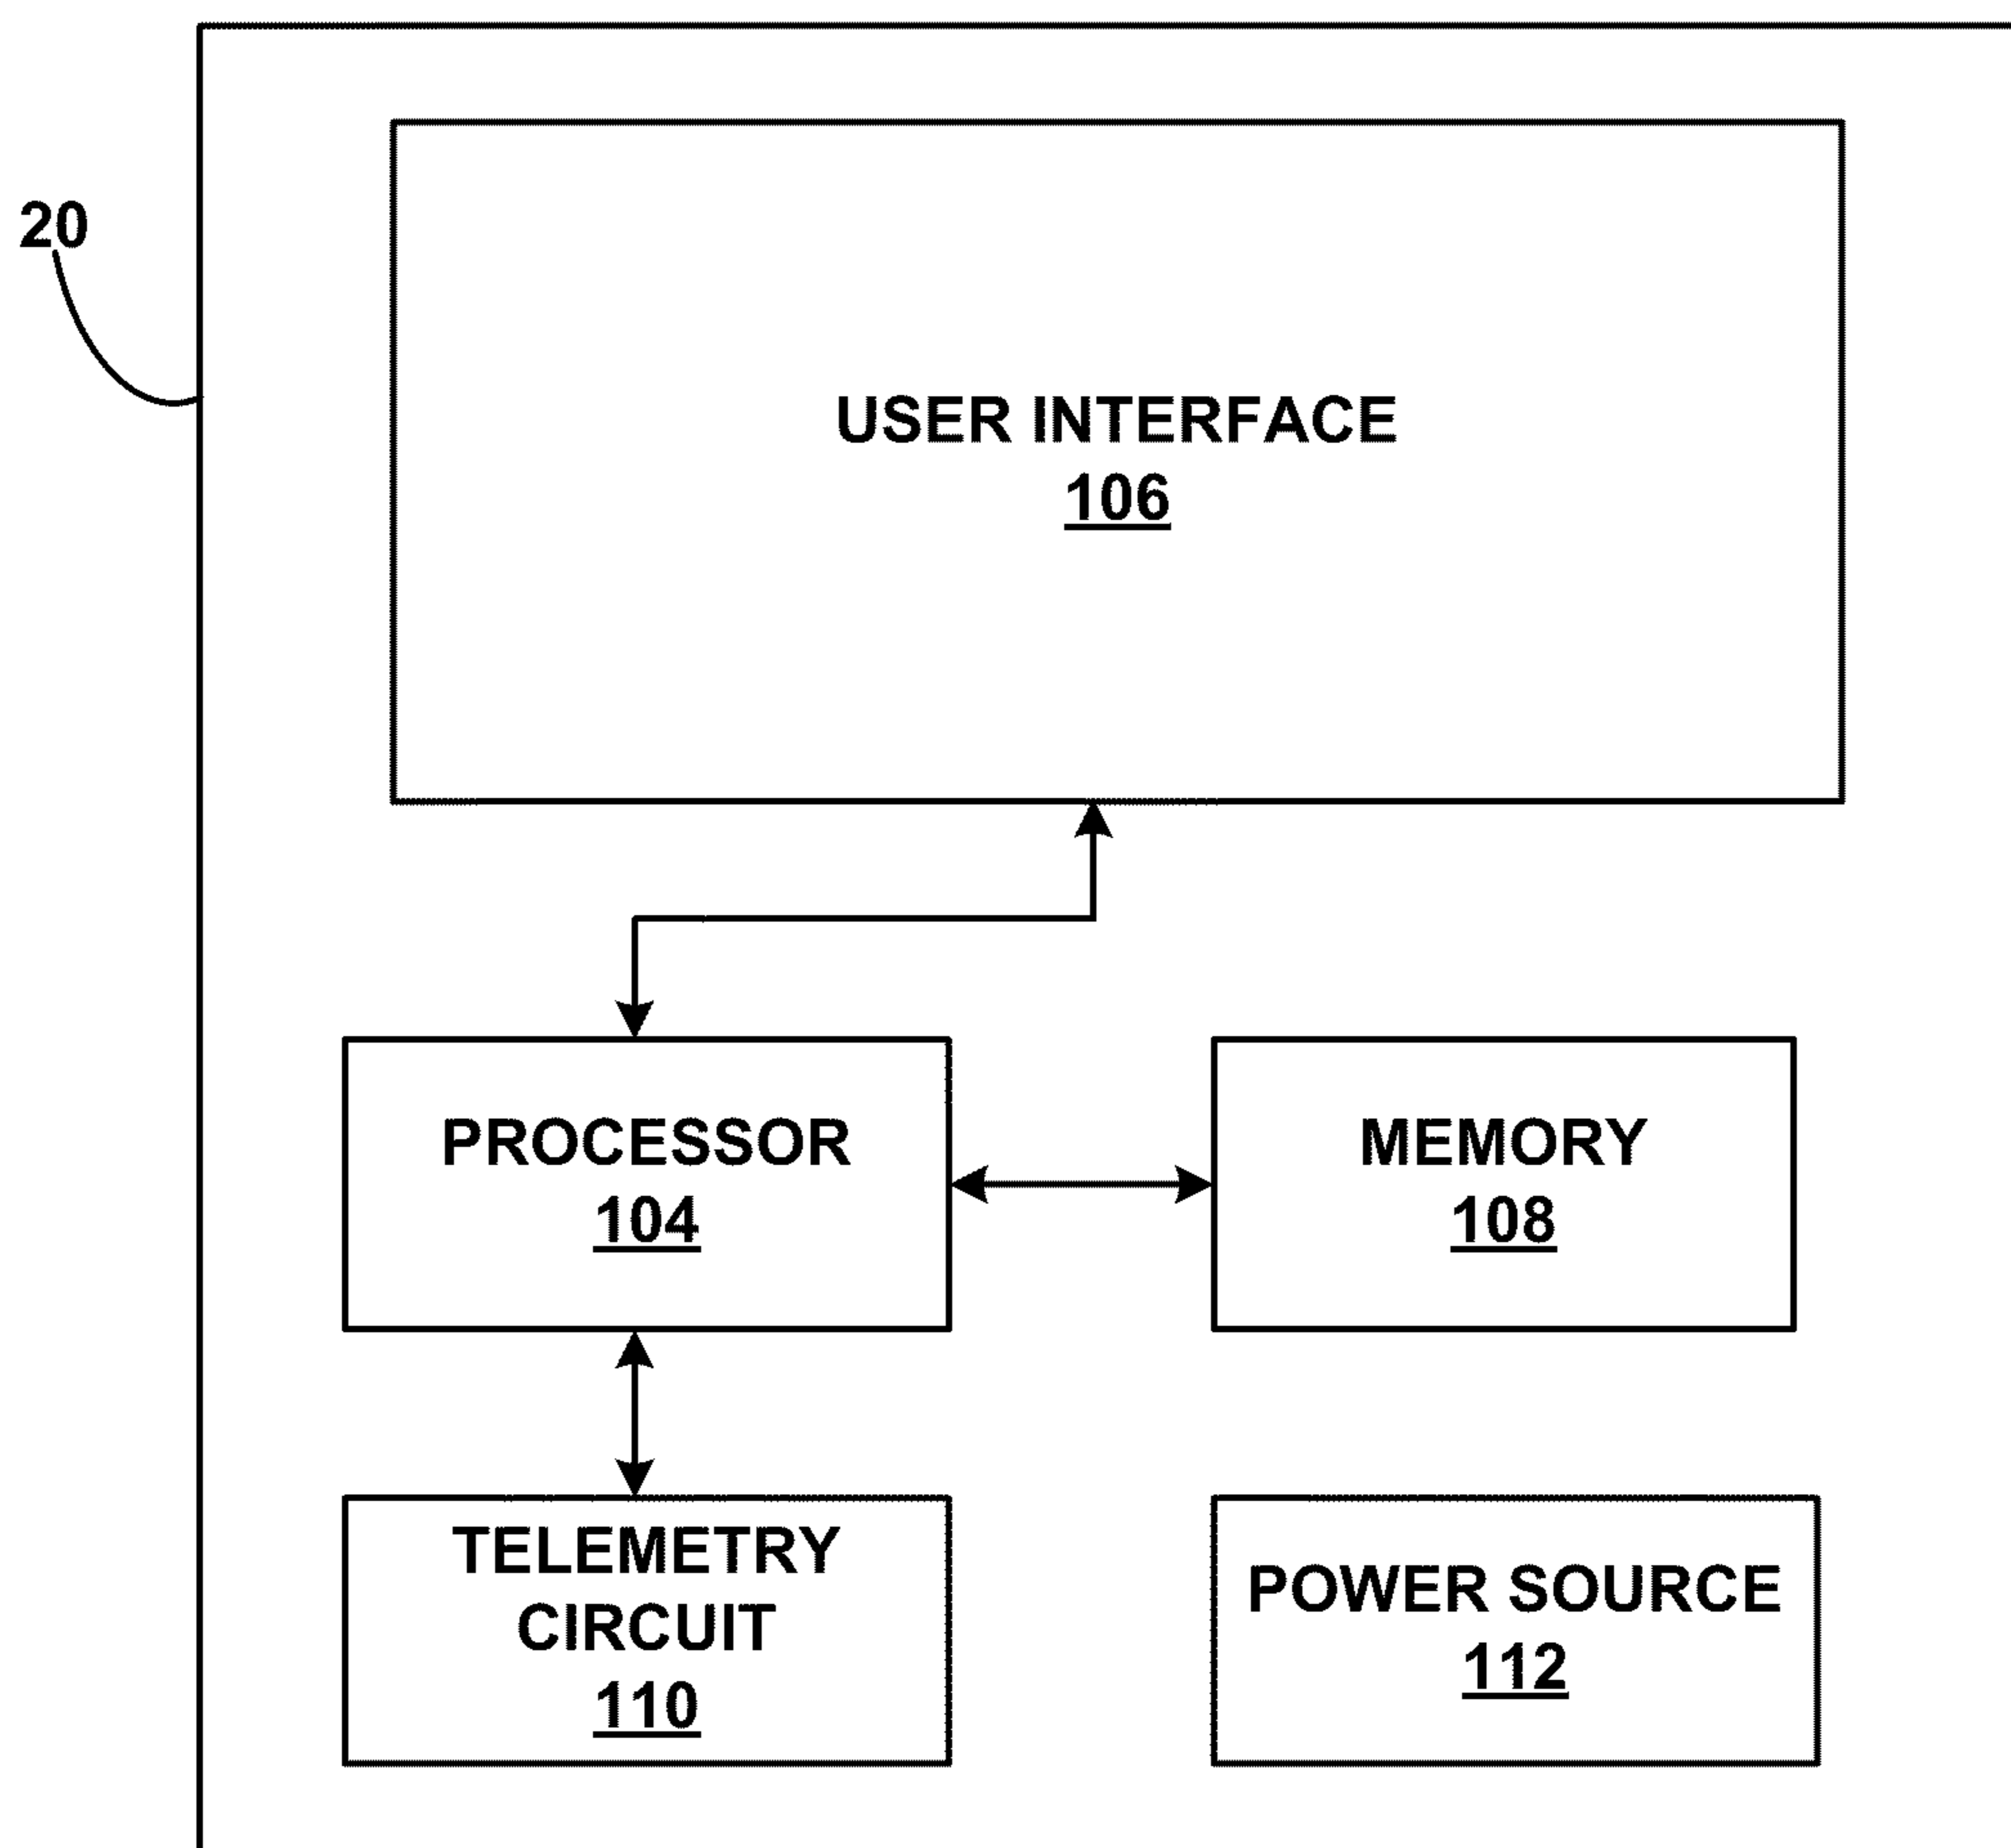 20
USER INTERFACE
106
PROCESSOR
104
MEMORY
108
TELEMETRY
CIRCUIT
110
POWER SOURCE
112